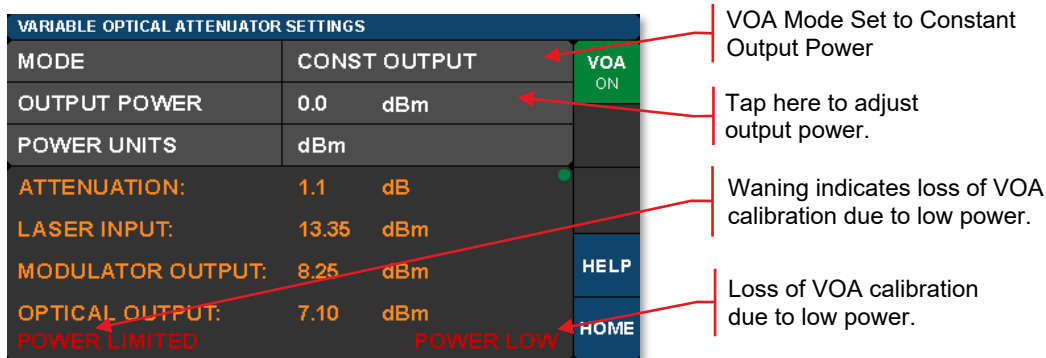 VARIABLE OPTICAL ATTENUATOR SETTINGS
MODE CONST OUTPUT
OUTPUT POWER 0.0 dBm
POWER UNITS dBm
ATTENUATION: 1.1 dB
LASER INPUT: 13.35 dBm
MODULATOR OUTPUT: 8.25 dBm
OPTICAL OUTPUT: 7.10 dBm
POWER LIMITED POWER LOW
VOA
ON
HELP
HOME
VOA Mode Set to Constant
Output Power
Tap here to adjust
output power.
Waning indicates loss of VOA
calibration due to low power.
Loss of VOA calibration
due to low power.